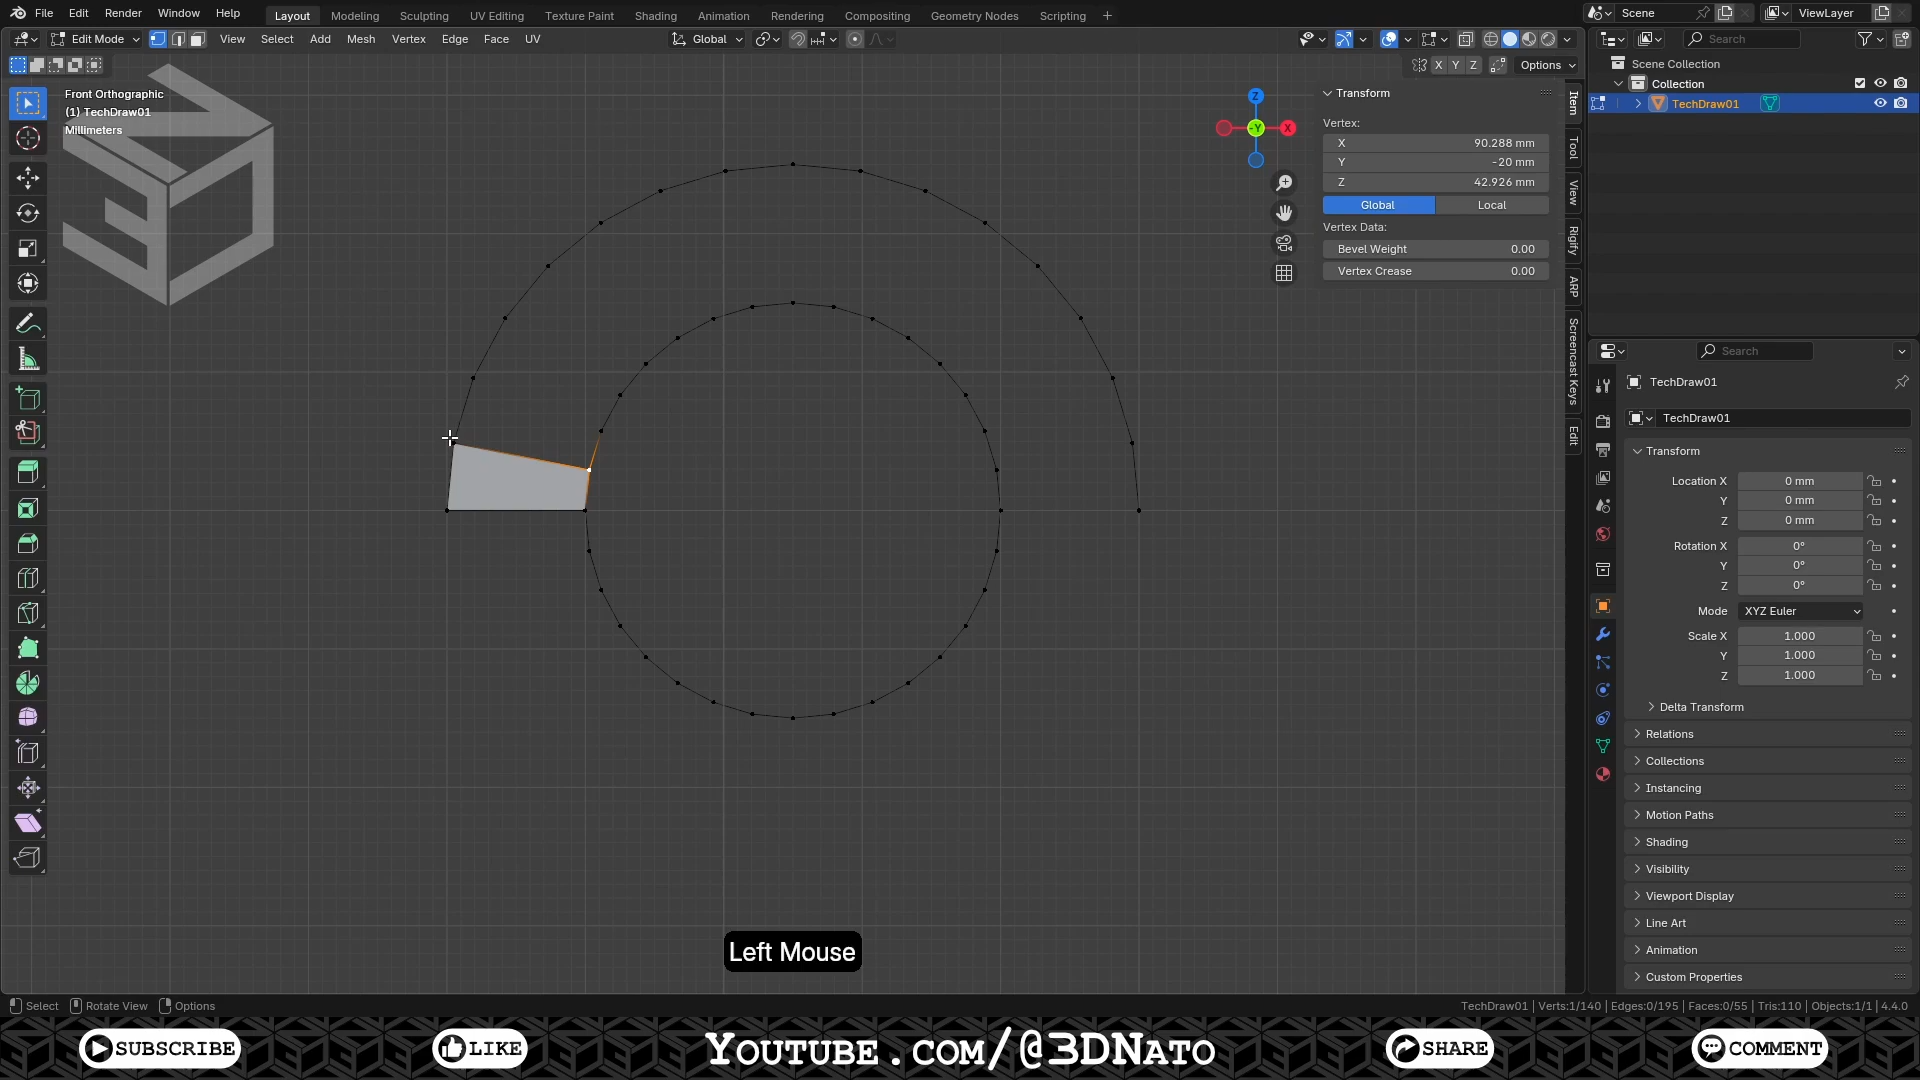 File Edit Render Window Help Layout Modeling Sculpting UV Editing Texture Paint Shading Animation Rendering Compositing Geometry Nodes Scripting + Scene ViewLayer
Edit Mode View Select Add Mesh Vertex Edge Face UV Global Search
X Y Z Options
Scene Collection
Collection
TechDraw01
Front Orthographic
(1) TechDraw01
Millimeters
Z
-Y
X
Transform
Vertex:
X 90.288 mm
Y -20 mm
Z 42.926 mm
Global Local
Vertex Data:
Bevel Weight 0.00
Vertex Crease 0.00
Item
Tool
View
Rigify
ARP
Screencast Keys
Edit
Search
TechDraw01
TechDraw01
Transform
Location X 0 mm
Y 0 mm
Z 0 mm
Rotation X 0°
Y 0°
Z 0°
Mode XYZ Euler
Scale X 1.000
Y 1.000
Z 1.000
Delta Transform
Relations
Collections
Instancing
Motion Paths
Shading
Visibility
Viewport Display
Line Art
Animation
Custom Properties
Left Mouse
Select Rotate View Options TechDraw01 | Verts:1/140 | Edges:0/195 | Faces:0/55 | Tris:110 | Objects:1/1 | 4.4.0
SUBSCRIBE LIKE YOUTUBE.COM/@3DNATO SHARE COMMENT